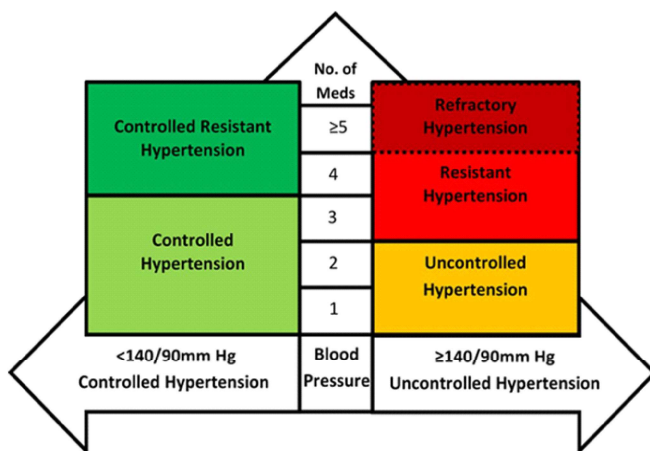 No. of
Meds
Controlled Resistant
Hypertension
≥5
Refractory
Hypertension
4
Resistant
Hypertension
3
Controlled
Hypertension
2
Uncontrolled
Hypertension
1
<140/90mm Hg
Controlled Hypertension
Blood
Pressure
≥140/90mm Hg
Uncontrolled Hypertension